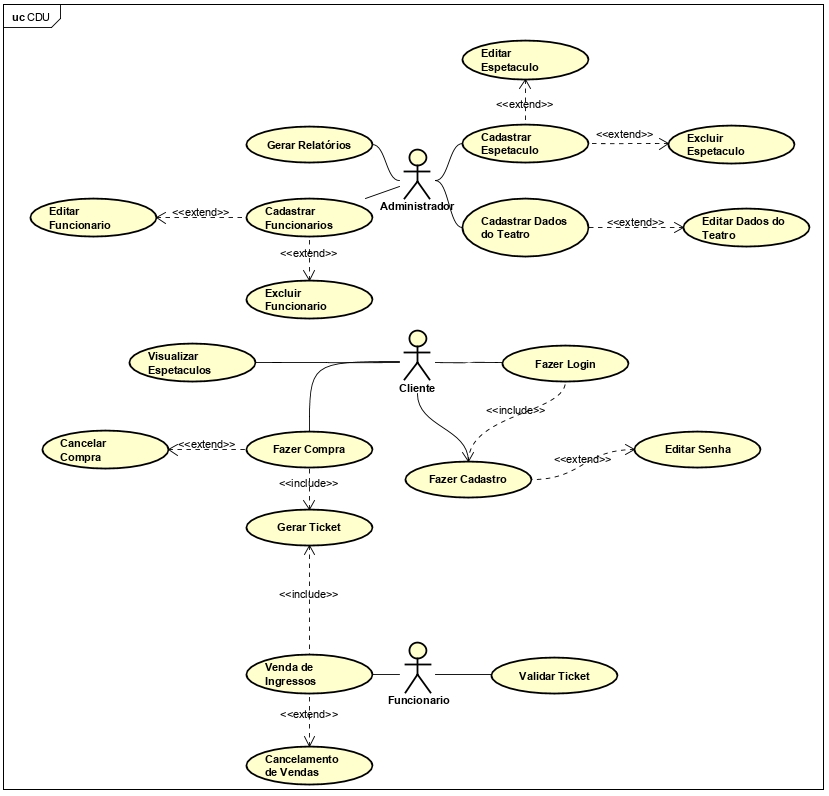 uc CDU
Editar
Espetaculo
<<extend>>
Gerar Relatórios
Cadastrar
Espetaculo
<<extend>>
Excluir
Espetaculo
Administrador
Editar
Funcionario
<<extend>>
Cadastrar
Funcionarios
Cadastrar Dados
do Teatro
<<extend>>
Editar Dados do
Teatro
<<extend>>
Excluir
Funcionario
Visualizar
Espetaculos
Cliente
Fazer Login
<<include>>
Cancelar
Compra
<<extend>>
Fazer Compra
Fazer Cadastro
<<extend>>
Editar Senha
<<include>>
Gerar Ticket
<<include>>
Venda de
Ingressos
Funcionario
Validar Ticket
<<extend>>
Cancelamento
de Vendas